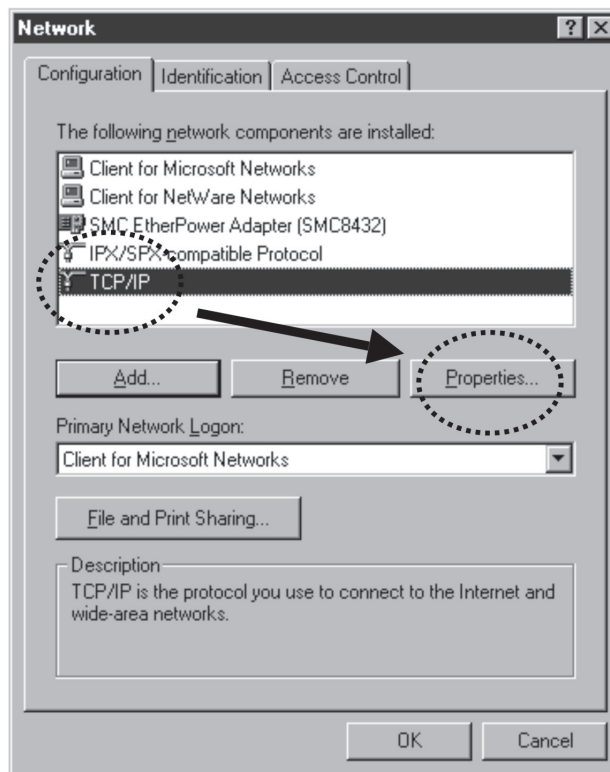 Network
? X
Configuration Identification Access Control
The following network components are installed:
Client for Microsoft Networks
Client for NetWare Networks
SMC EtherPower Adapter (SMC8432)
IPX/SPX-compatible Protocol
TCP/IP
Add... Remove Properties...
Primary Network Logon:
Client for Microsoft Networks
File and Print Sharing...
Description
TCP/IP is the protocol you use to connect to the Internet and
wide-area networks.
OK Cancel